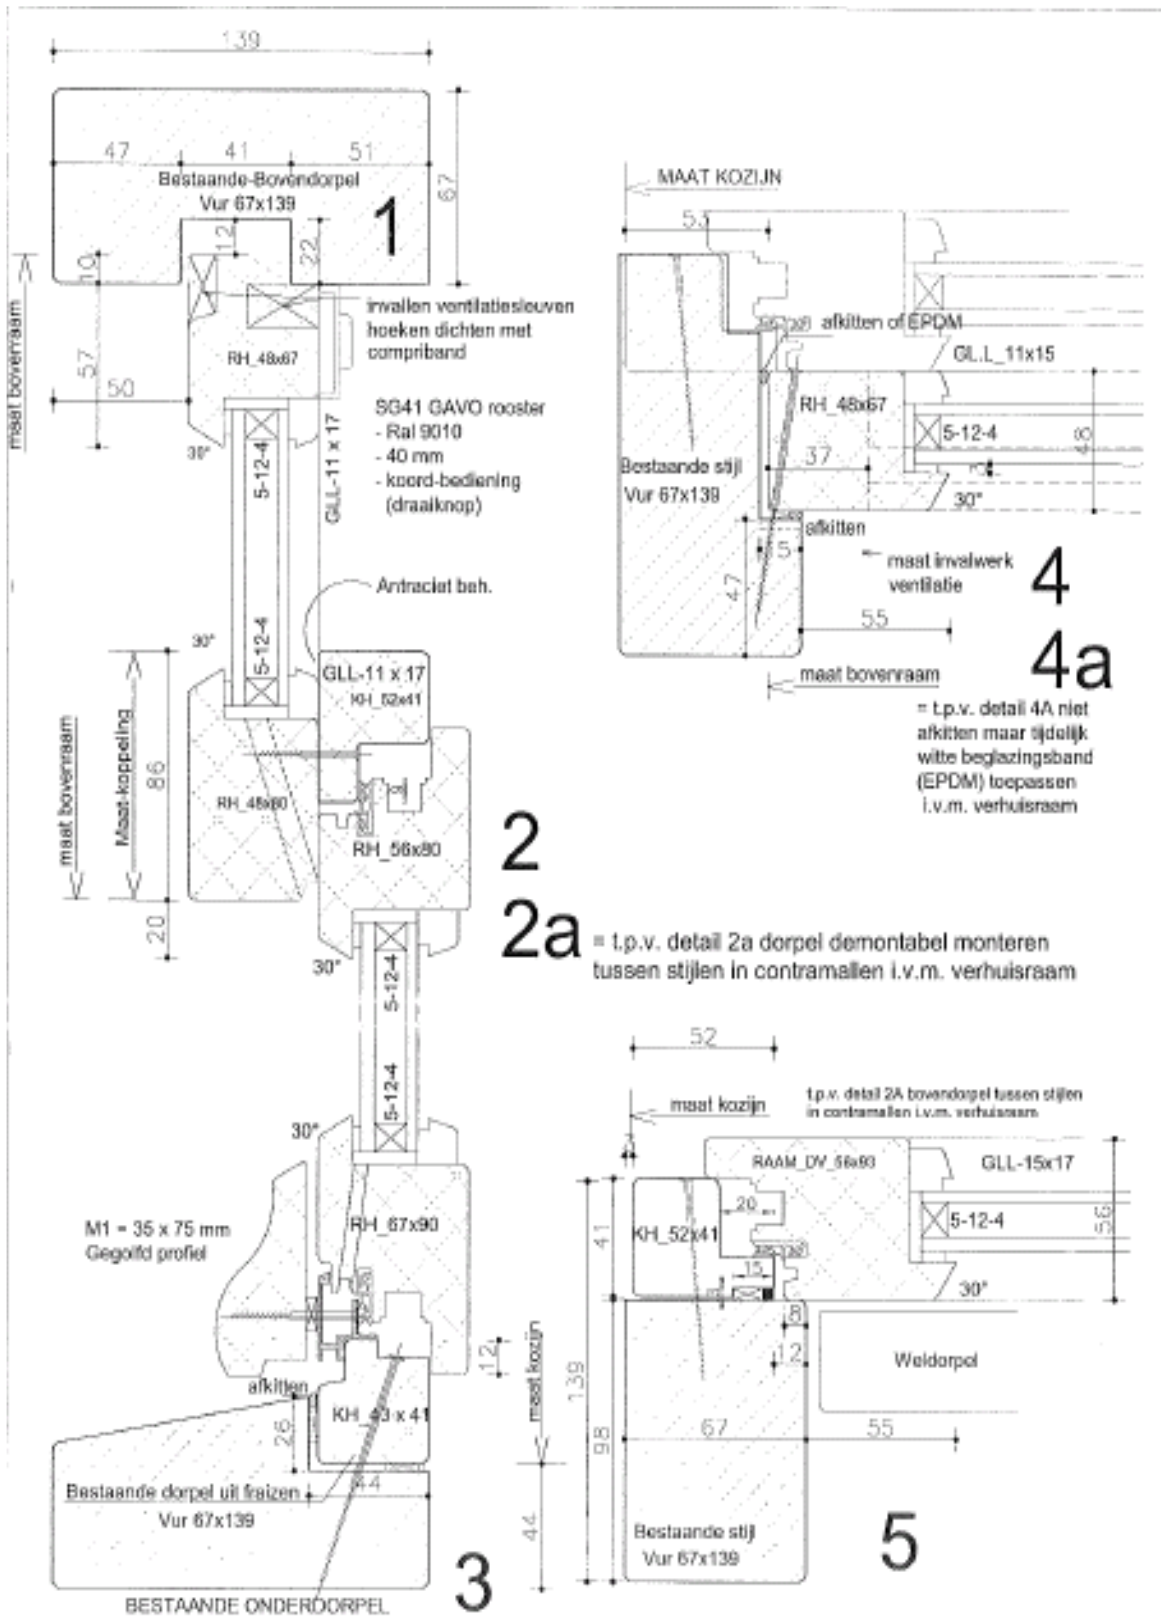 139
47
41
51
Bestaande-Bovendorpel
Vur 67x139
1
67
12
22
10
maat bovenraam
57
50
RH_48x67
invallen ventilatiesleuven
hoeken dichten met
compriband
30°
5-12-4
GLL-11 x 17
SG41 GAVO rooster
- Ral 9010
- 40 mm
- koord-bediening
(draaiknop)
Antraciet beh.
30°
5-12-4
GLL-11 x 17
KH_52x41
maat bovenraam
Maat-koppeling
86
RH_48x80
RH_56x80
20
30°
2
2a
= t.p.v. detail 2a dorpel demontabel monteren
tussen stijlen in contramallen i.v.m. verhuisraam
5-12-4
5-12-4
30°
M1 = 35 x 75 mm
Gegolfd profiel
RH_67x90
12
maat kozijn
afkitten
26
KH_43 x 41
44
Bestaande dorpel uit fraizen
Vur 67x139
44
3
BESTAANDE ONDERDORPEL
MAAT KOZIJN
53
afkitten of EPDM
GL.L_11x15
RH_48x67
5-12-4
48
37
3
30°
Bestaande stijl
Vur 67x139
afkitten
5
47
maat invalwerk
ventilatie
4
55
4a
maat bovenraam
= t.p.v. detail 4A niet
afkitten maar tijdelijk
witte beglazingsband
(EPDM) toepassen
i.v.m. verhuisraam
52
maat kozijn
t.p.v. detail 2A bovendorpel tussen stijlen
in contramallen i.v.m. verhuisraam
RAAM_DV_56x93
GLL-15x17
20
KH_52x41
41
5-12-4
56
15
30°
8
12
Weldorpel
139
98
67
55
Bestaande stijl
Vur 67x139
5